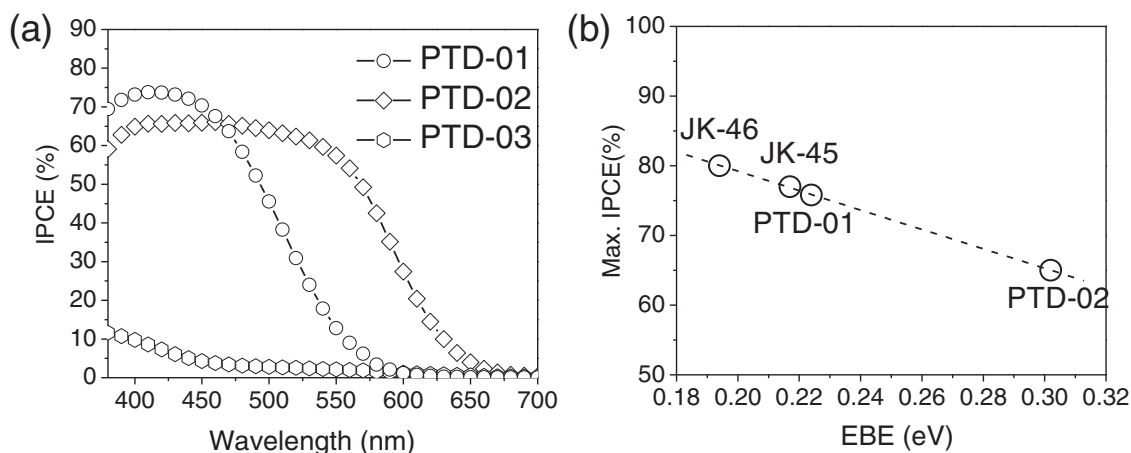 (a)
90
80
70
60
50
40
30
20
10
0
IPCE (%)
400 450 500 550 600 650 700
Wavelength (nm)
PTD-01
PTD-02
PTD-03
(b)
100
90
80
70
60
50
Max. IPCE(%)
0.18 0.20 0.22 0.24 0.26 0.28 0.30 0.32
EBE (eV)
JK-46
JK-45
PTD-01
PTD-02